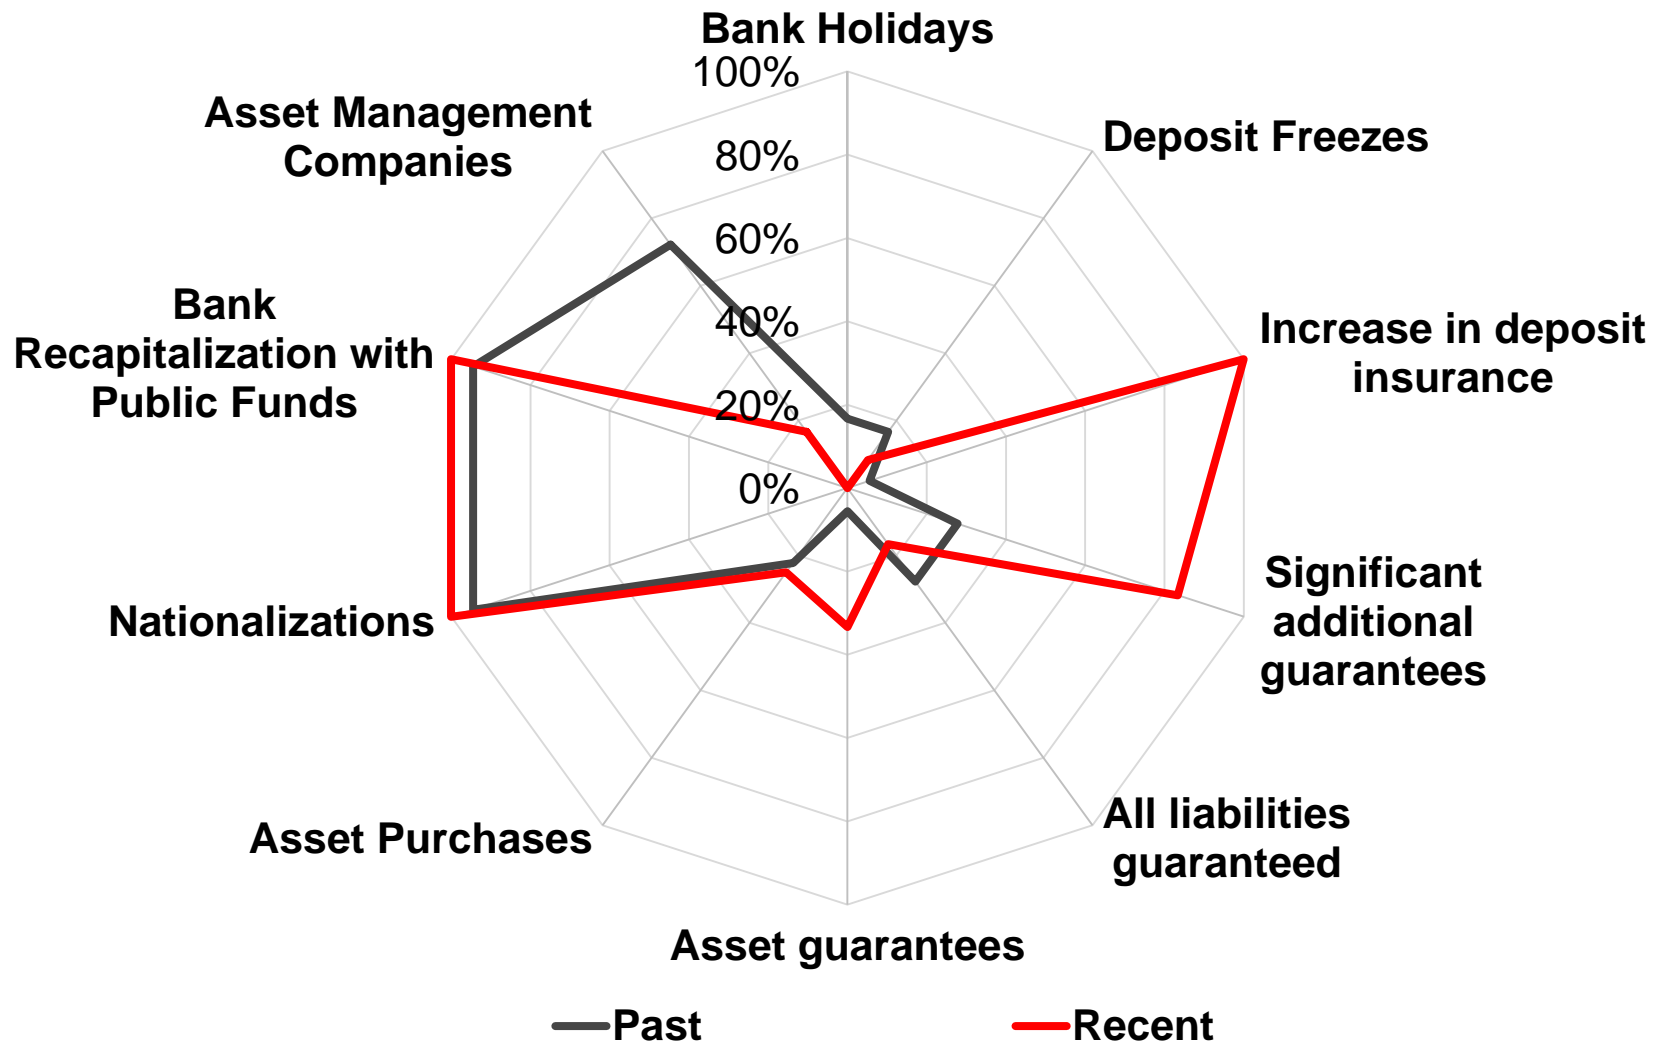 Bank Holidays
100%
80%
60%
40%
20%
0%
Deposit Freezes
Increase in deposit
insurance
Significant
additional
guarantees
All liabilities
guaranteed
Asset guarantees
Asset Purchases
Nationalizations
Bank
Recapitalization with
Public Funds
Asset Management
Companies
Past
Recent